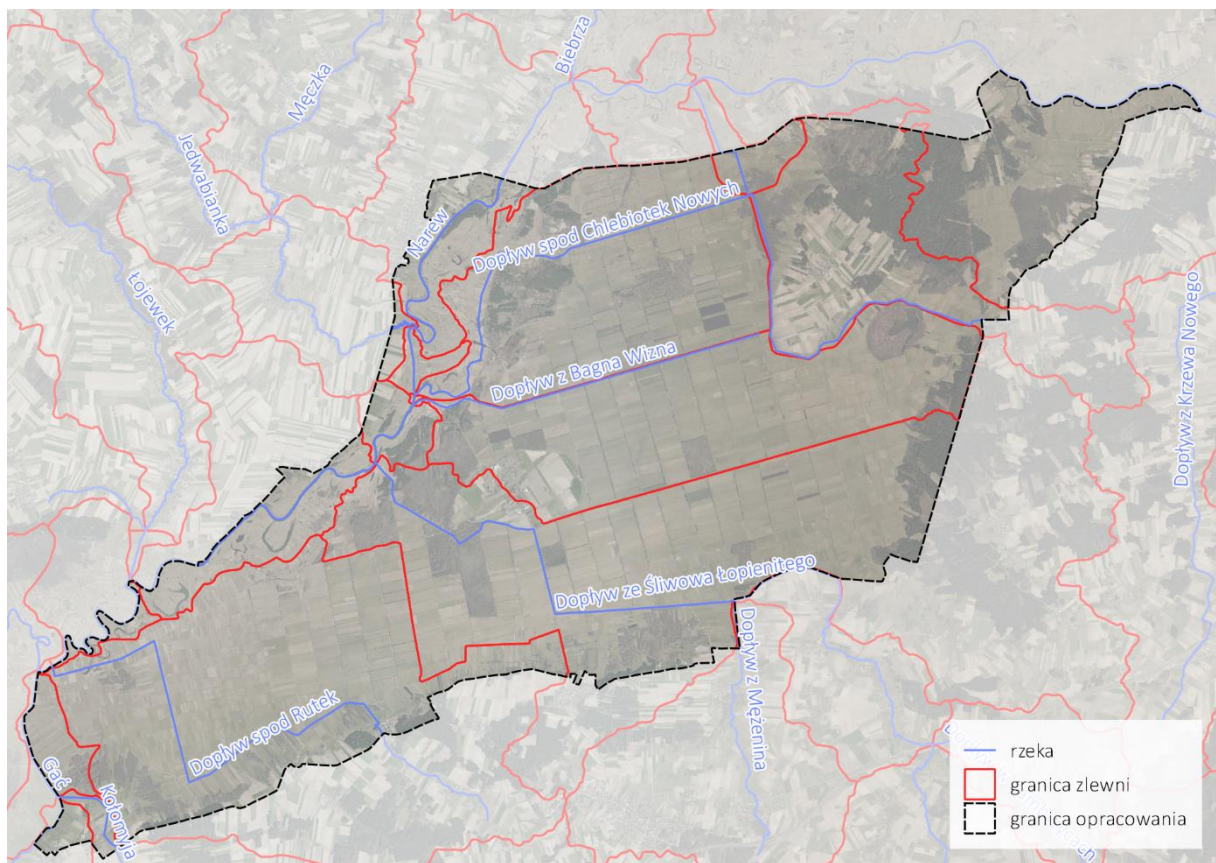 Biebrza
Męczka
Jedwabianka
Łojewek
Narew
Dopływ spod Chlebiotek Nowych
Dopływ z Bagna Wizna
Dopływ z Krzewa Nowego
Dopływ ze Śliwowa Łopienitego
Dopływ z Mężenina
Dopływ spod Rutek
Gać
Kołomyja
rzeka
granica zlewni
granica opracowania